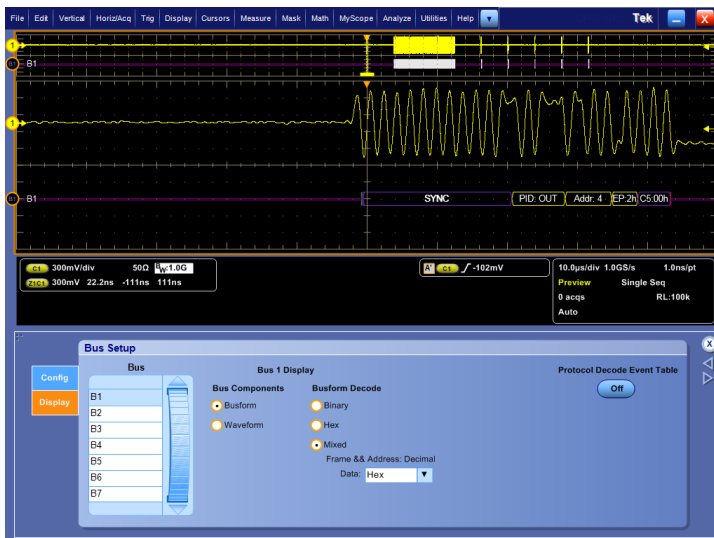 File Edit Vertical Horiz/Acq Trig Display Cursors Measure Mask Math MyScope Analyze Utilities Help Tek X
1
B1 B1
1
B1 B1 SYNC PID: OUT Addr: 4 EP:2h C5:00h
C1 300mV/div 50Ω BW:1.0G
Z1C1 300mV 22.2ns -111ns 111ns
A' C1 -102mV
10.0µs/div 1.0GS/s 1.0ns/pt
Preview Single Seq
0 acqs RL:100k
Auto
Bus Setup X
Config
Display
Bus
B1
B2
B3
B4
B5
B6
B7
Bus 1 Display
Bus Components
Busform
Waveform
Busform Decode
Binary
Hex
Mixed
Frame && Address: Decimal
Data: Hex
Protocol Decode Event Table
Off